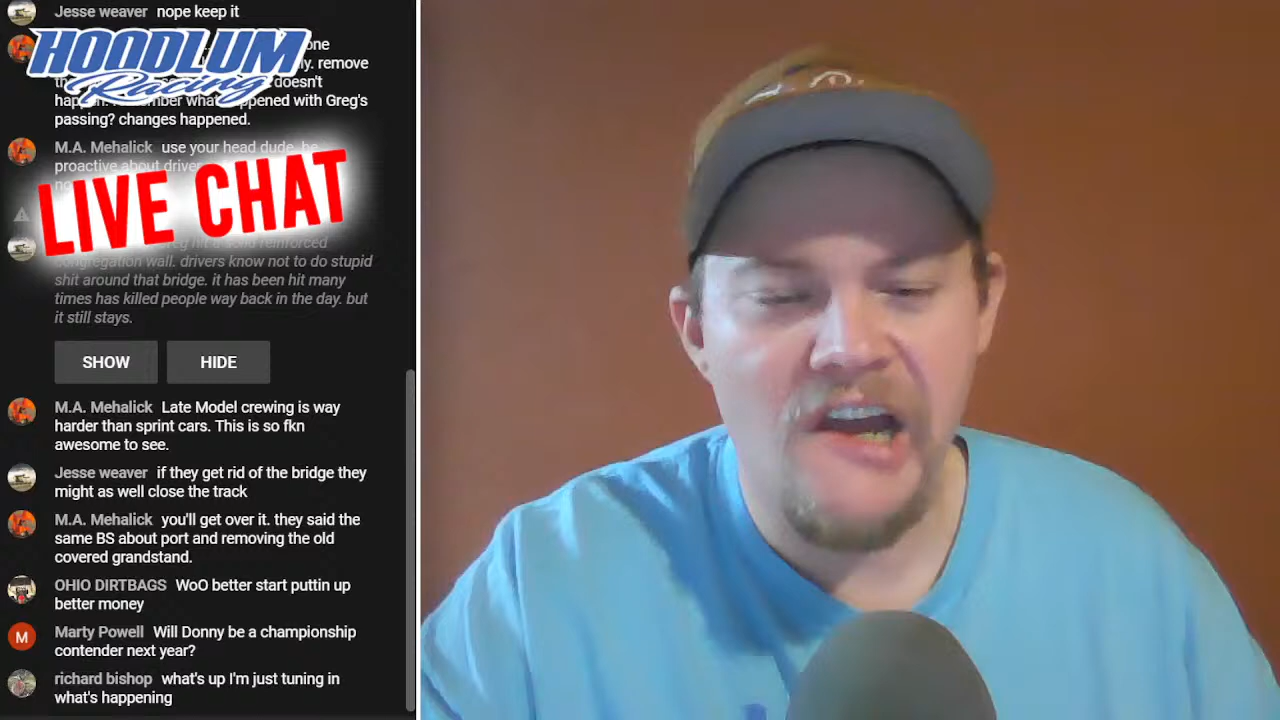 Jesse weaver nope keep it
HOODLUM
Racing
one
remove
doesn't
what
with Greg's
passing? changes happened.
M.A. Mehalick use your head dude, be
proactive about
LIVE CHAT
hit a solid reinforced
congregation wall. drivers know not to do stupid
shit around that bridge. it has been hit many
times has killed people way back in the day. but
it still stays.
SHOW HIDE
M.A. Mehalick Late Model crewing is way
harder than sprint cars. This is so fkn
awesome to see.
Jesse weaver if they get rid of the bridge they
might as well close the track
M.A. Mehalick you'll get over it. they said the
same BS about port and removing the old
covered grandstand.
OHIO DIRTBAGS WoO better start puttin up
better money
M Marty Powell Will Donny be a championship
contender next year?
richard bishop what's up I'm just tuning in
what's happening